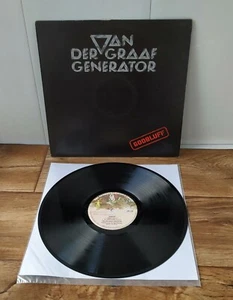 VAN
DER GRAAF
GENERATOR
GODBLUFF